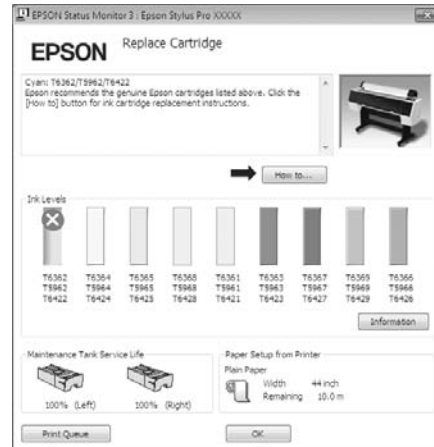 EPSON Status Monitor 3 : Epson Stylus Pro XXXXX
EPSON
Replace Cartridge
Cyan: T6362/T5962/T6422
Epson recommends the genuine Epson cartridges listed above. Click the
[How to] button for ink cartridge replacement instructions.
How to...
Ink Levels
T6362 T6364 T6365 T6368 T6361 T6363 T6367 T6369 T6366
T5962 T5964 T5965 T5968 T5961 T5963 T5967 T5969 T5966
T6422 T6424 T6425 T6428 T6421 T6423 T6427 T6429 T6426
Information
Maintenance Tank Service Life
100% (Left) 100% (Right)
Paper Setup from Printer
Plain Paper
Width 44 inch
Remaining 10.0 m
Print Queue
OK